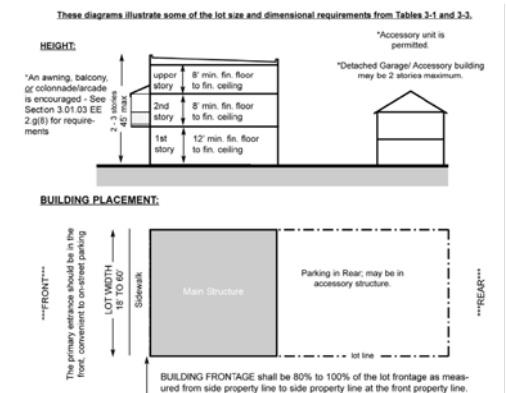 These diagrams illustrate some of the lot size and dimensional requirements from Tables 3-1 and 3-3.
HEIGHT:
*Accessory unit is
permitted.
*Detached Garage/ Accessory building
may be 2 stories maximum.
*An awning, balcony,
or colonnade/arcade
is encouraged - See
Section 3.01.03 EE
2.g(8) for require-
ments
2 - 3 stories
45' max
upper
story
8' min. fin. floor
to fin. ceiling
2nd
story
8' min. fin. floor
to fin. ceiling
1st
story
12' min. fin. floor
to fin. ceiling
BUILDING PLACEMENT:
***FRONT***
The primary entrance should be in the
front, convenient to on-street parking
LOT WIDTH
18' TO 60'
Sidewalk
Main Structure
Parking in Rear; may be in
accessory structure.
***REAR***
lot line
BUILDING FRONTAGE shall be 80% to 100% of the lot frontage as meas-
ured from side property line to side property line at the front property line.